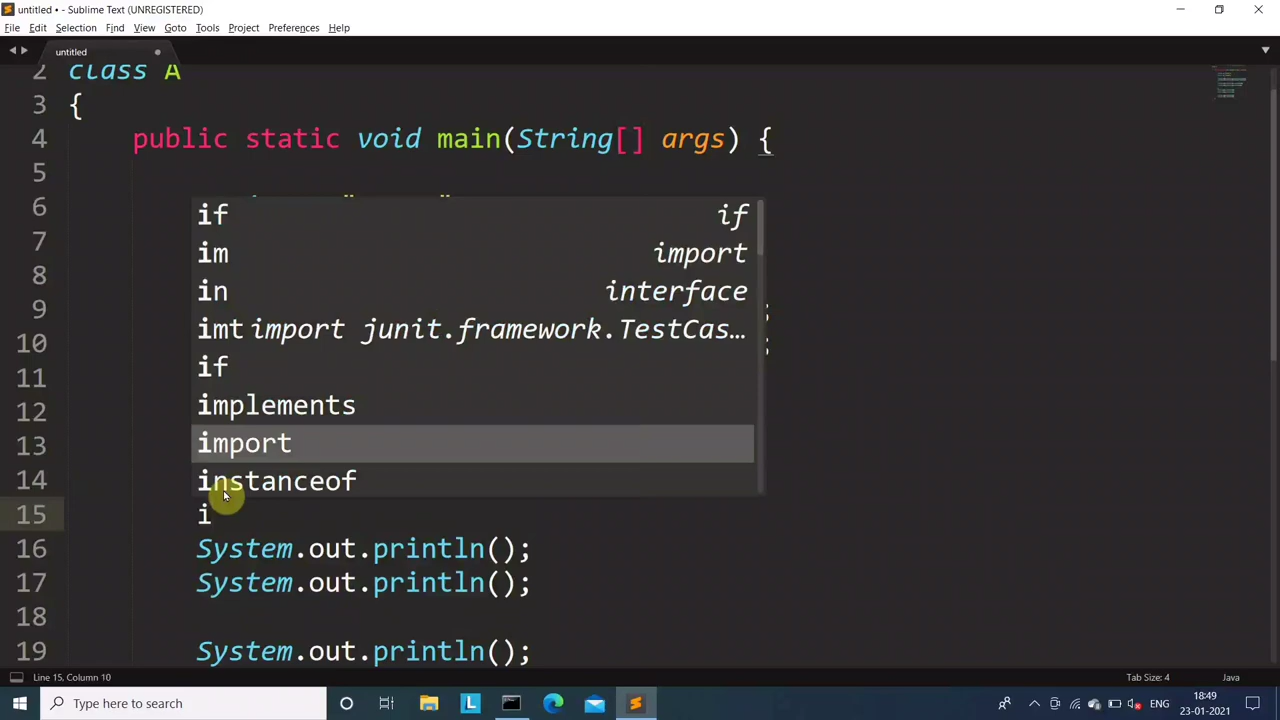 untitled • - Sublime Text (UNREGISTERED)
File Edit Selection Find View Goto Tools Project Preferences Help
untitled
2 class A
3 {
4 public static void main(String[] args) {
5
6
7
8
9 ;
10 ;
11
12
13
14
if if
im import
in interface
imt import junit.framework.TestCas…
if
implements
import
instanceof
15 i
16 System.out.println();
17 System.out.println();
18
19 System.out.println();
Line 15, Column 10 Tab Size: 4 Java
Type here to search L ENG 18:49
23-01-2021